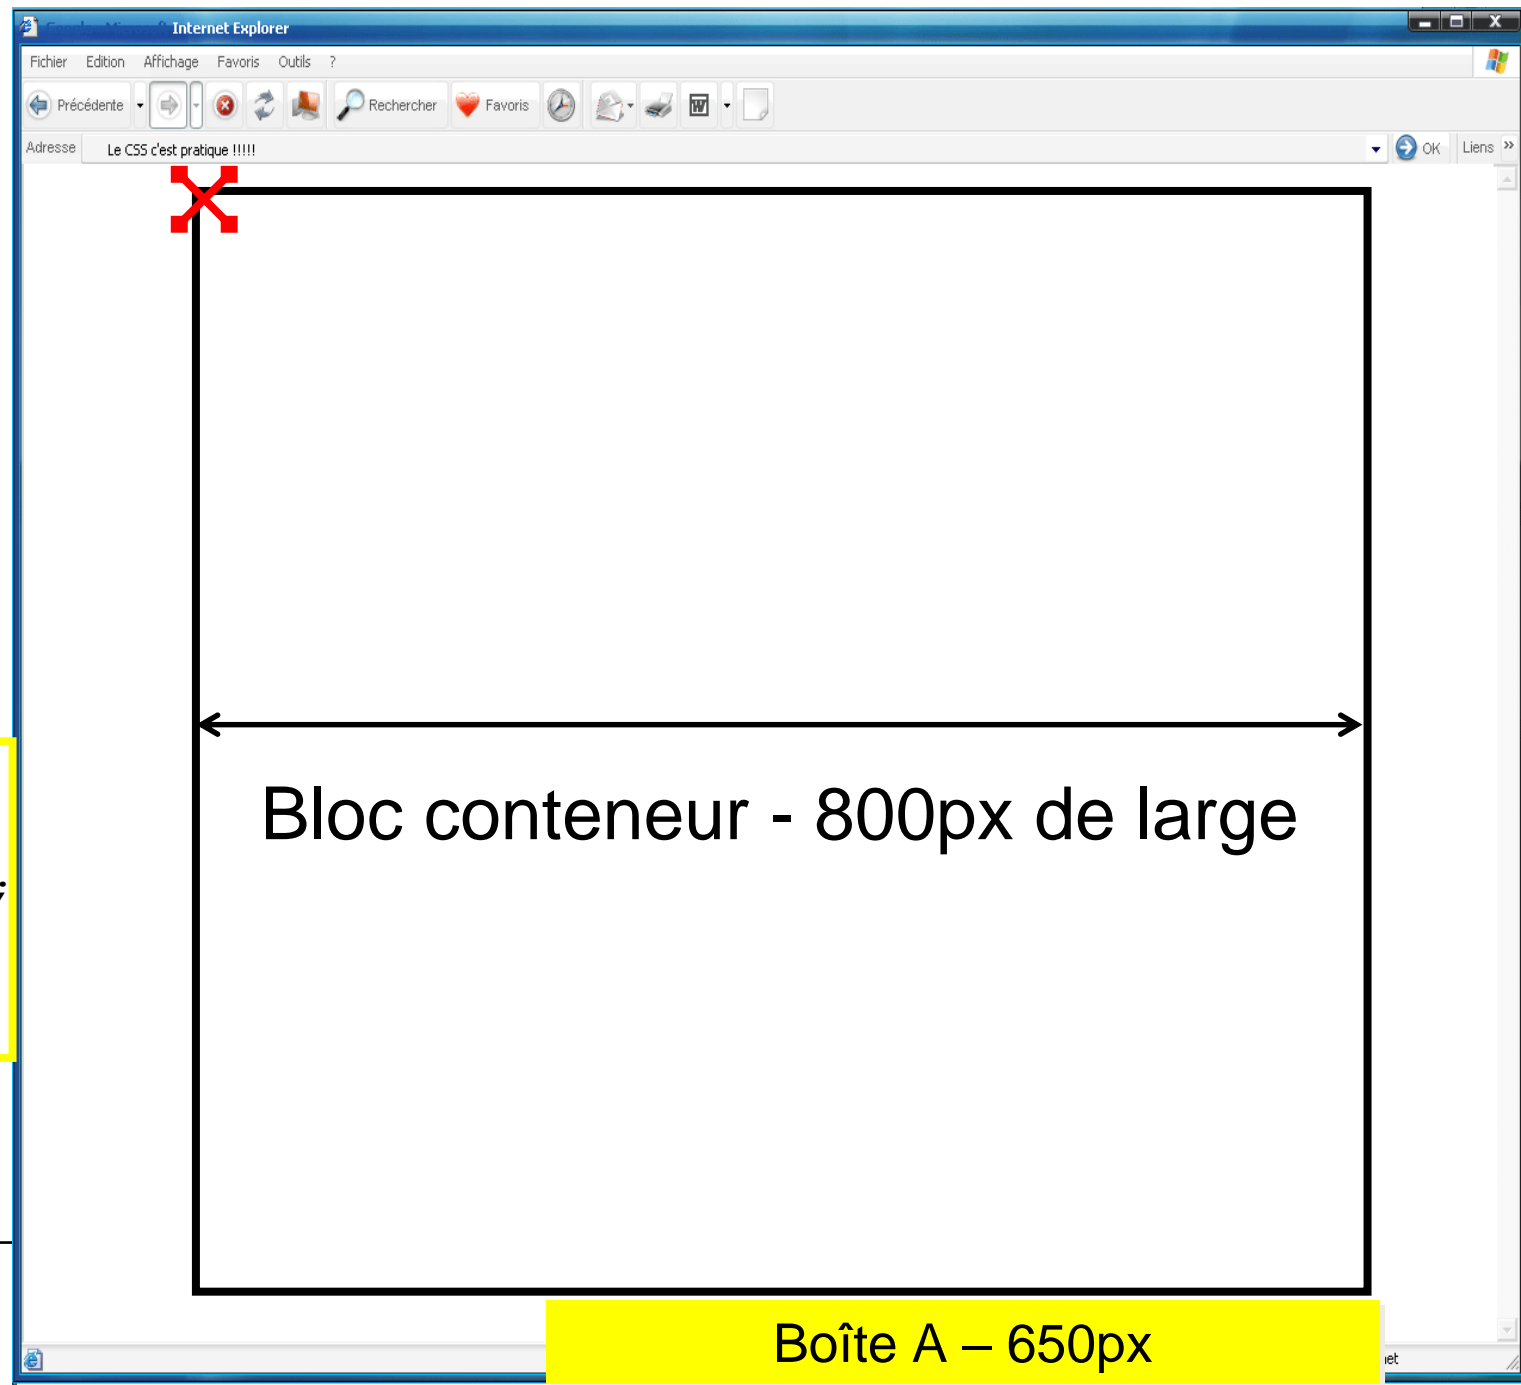 Internet Explorer
Fichier Edition Affichage Favoris Outils ?
Précédente Rechercher Favoris
Adresse Le CSS c'est pratique !!!!! OK Liens »
Bloc conteneur - 800px de large
;
Boîte A – 650px